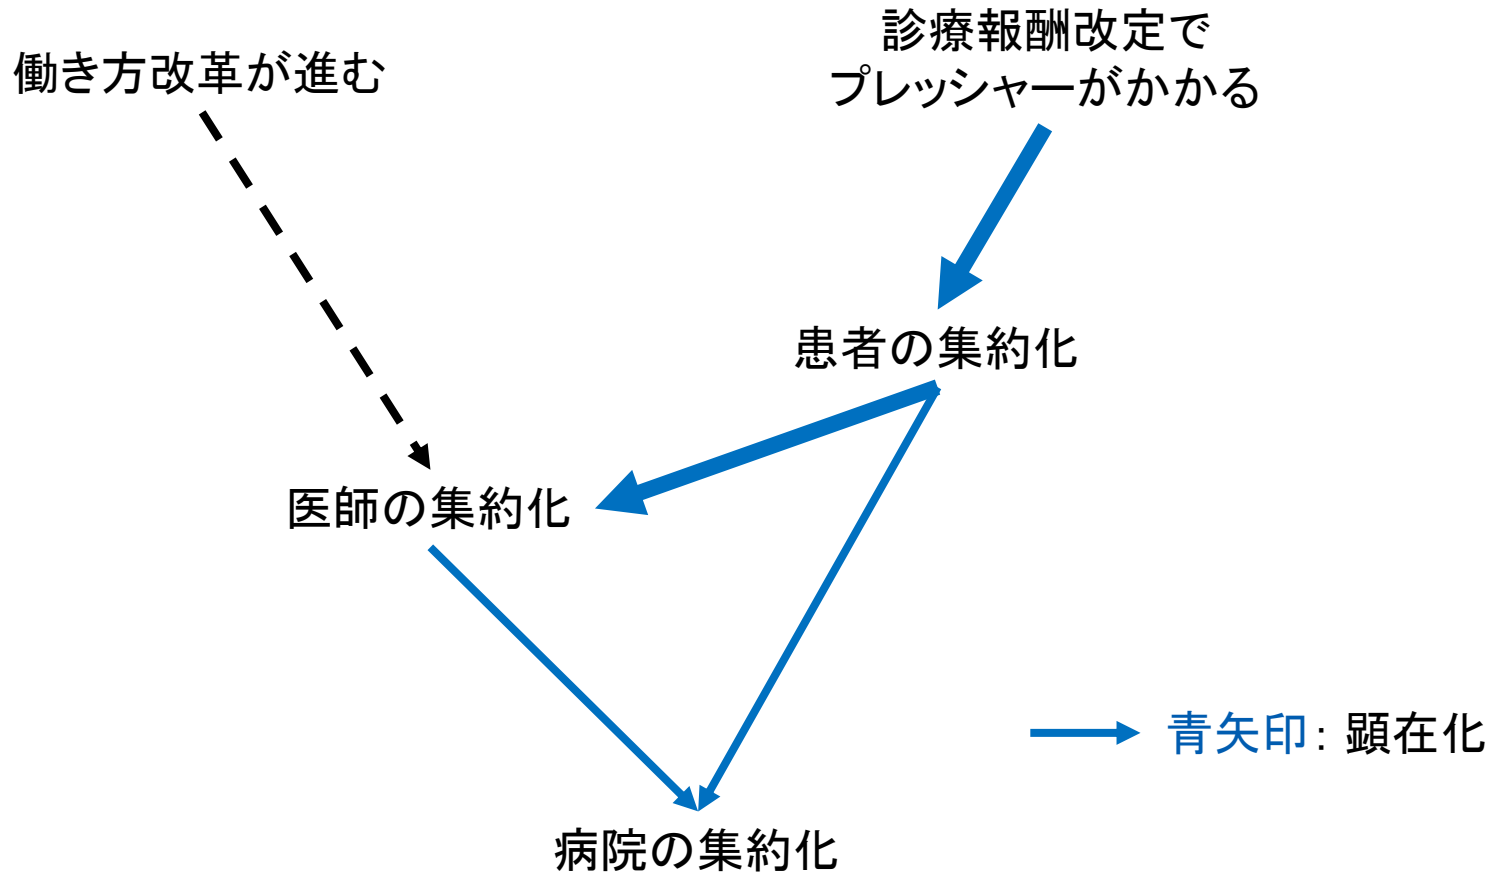 働き方改革が進む
診療報酬改定で
プレッシャーがかかる
患者の集約化
医師の集約化
青矢印：顕在化
病院の集約化